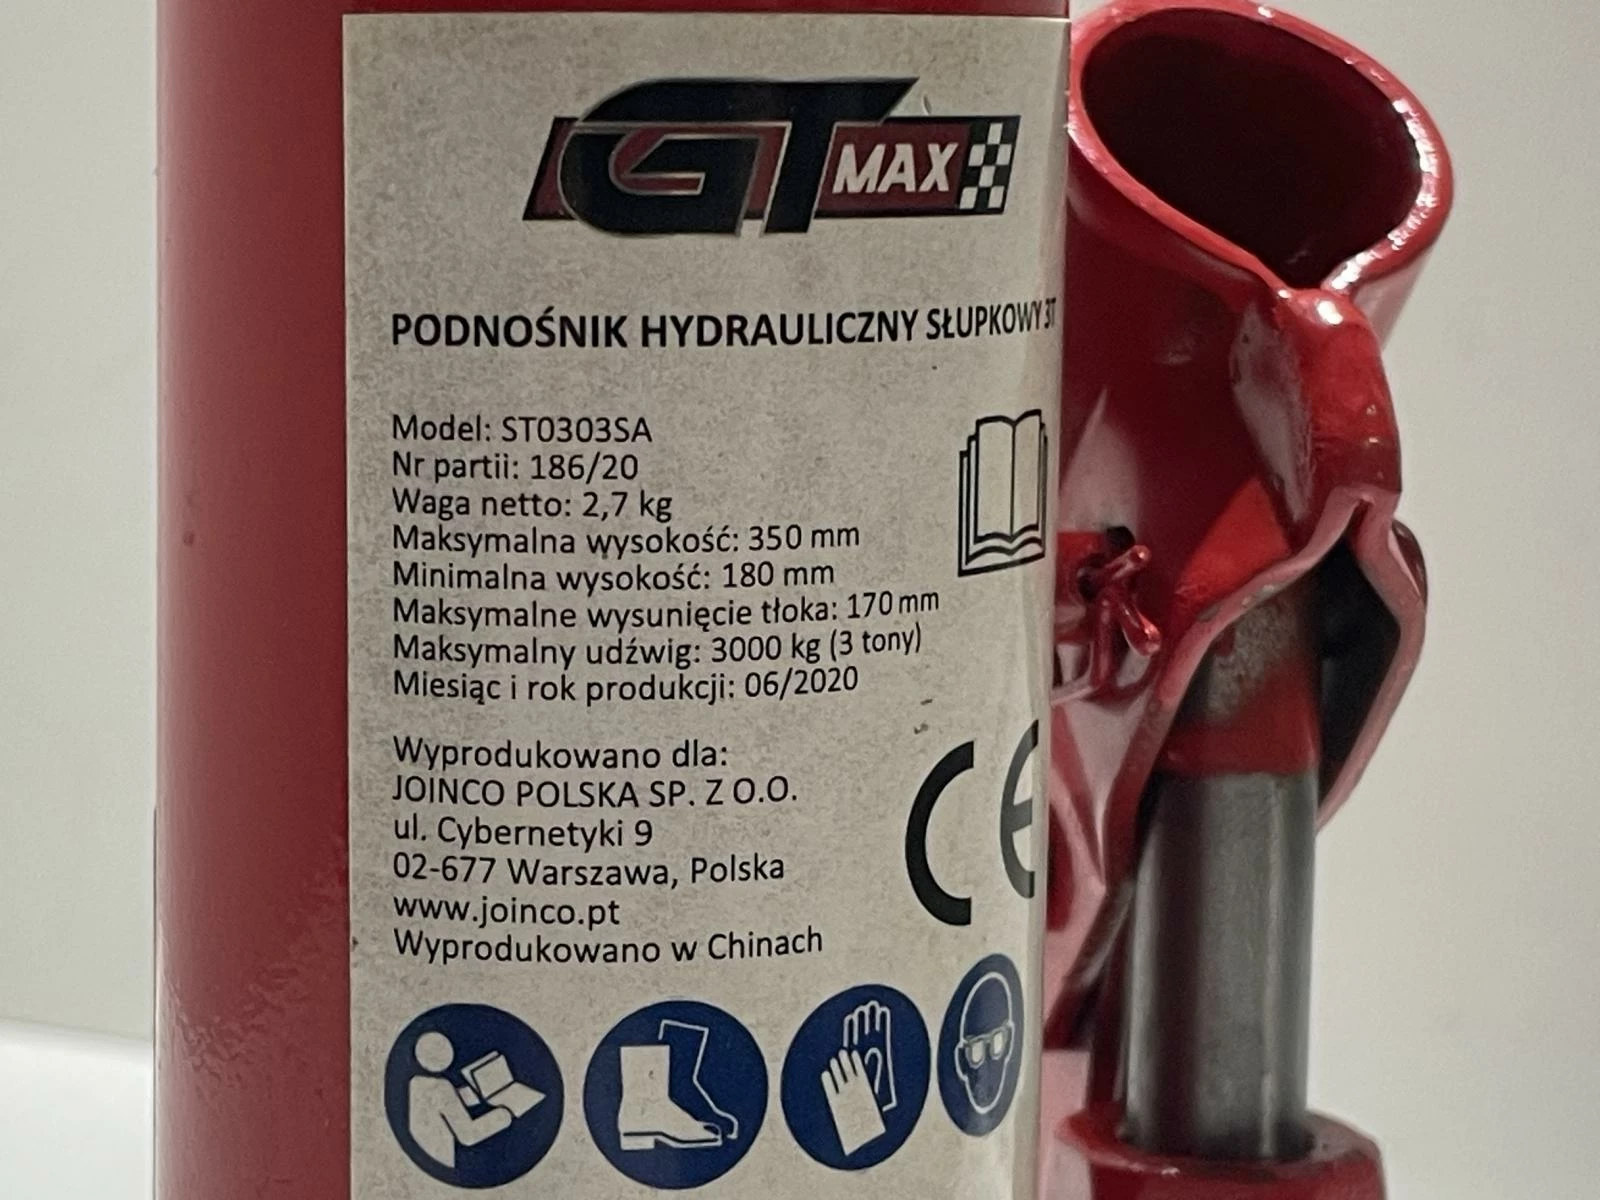 GT MAX
PODNOŚNIK HYDRAULICZNY SŁUPKOWY 3T
Model: ST0303SA
Nr partii: 186/20
Waga netto: 2,7 kg
Maksymalna wysokość: 350 mm
Minimalna wysokość: 180 mm
Maksymalne wysunięcie tłoka: 170 mm
Maksymalny udźwig: 3000 kg (3 tony)
Miesiąc i rok produkcji: 06/2020
Wyprodukowano dla:
JOINCO POLSKA SP. Z O.O.
ul. Cybernetyki 9
02-677 Warszawa, Polska
www.joinco.pt
Wyprodukowano w Chinach
CE